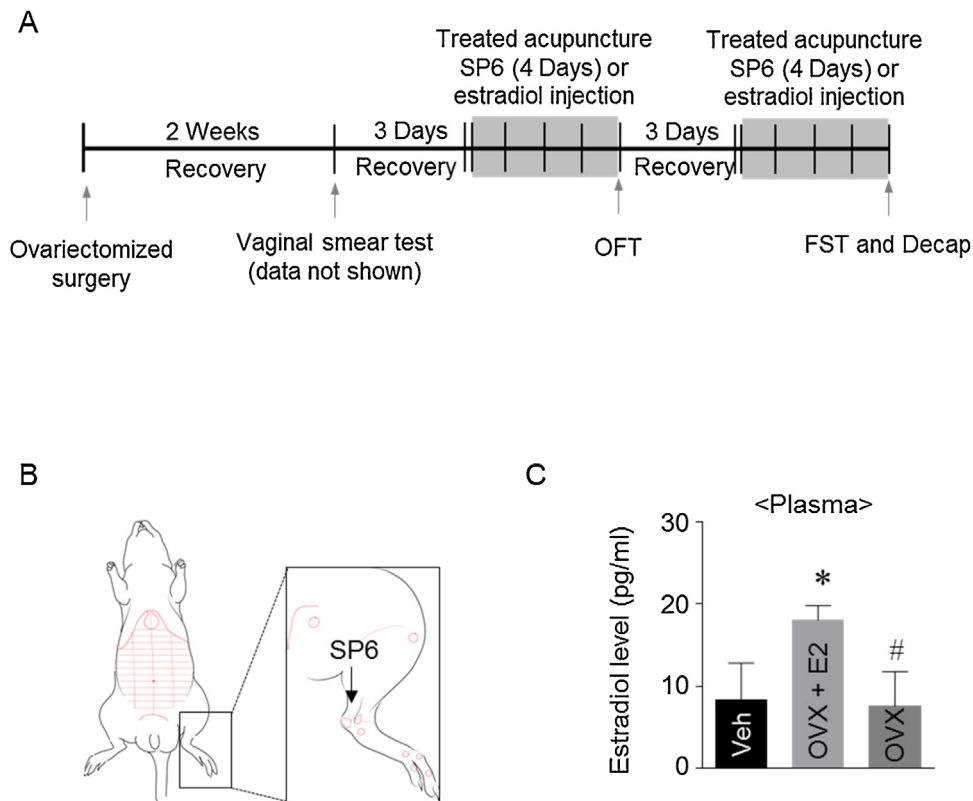 A
Treated acupuncture
SP6 (4 Days) or
estradiol injection
Treated acupuncture
SP6 (4 Days) or
estradiol injection
2 Weeks
3 Days
3 Days
Recovery
Recovery
Recovery
Ovariectomized
surgery
Vaginal smear test
(data not shown)
OFT
FST and Decap
B
SP6
C
<Plasma>
Estradiol level (pg/ml)
30
20
10
0
*
#
Veh
OVX + E2
OVX